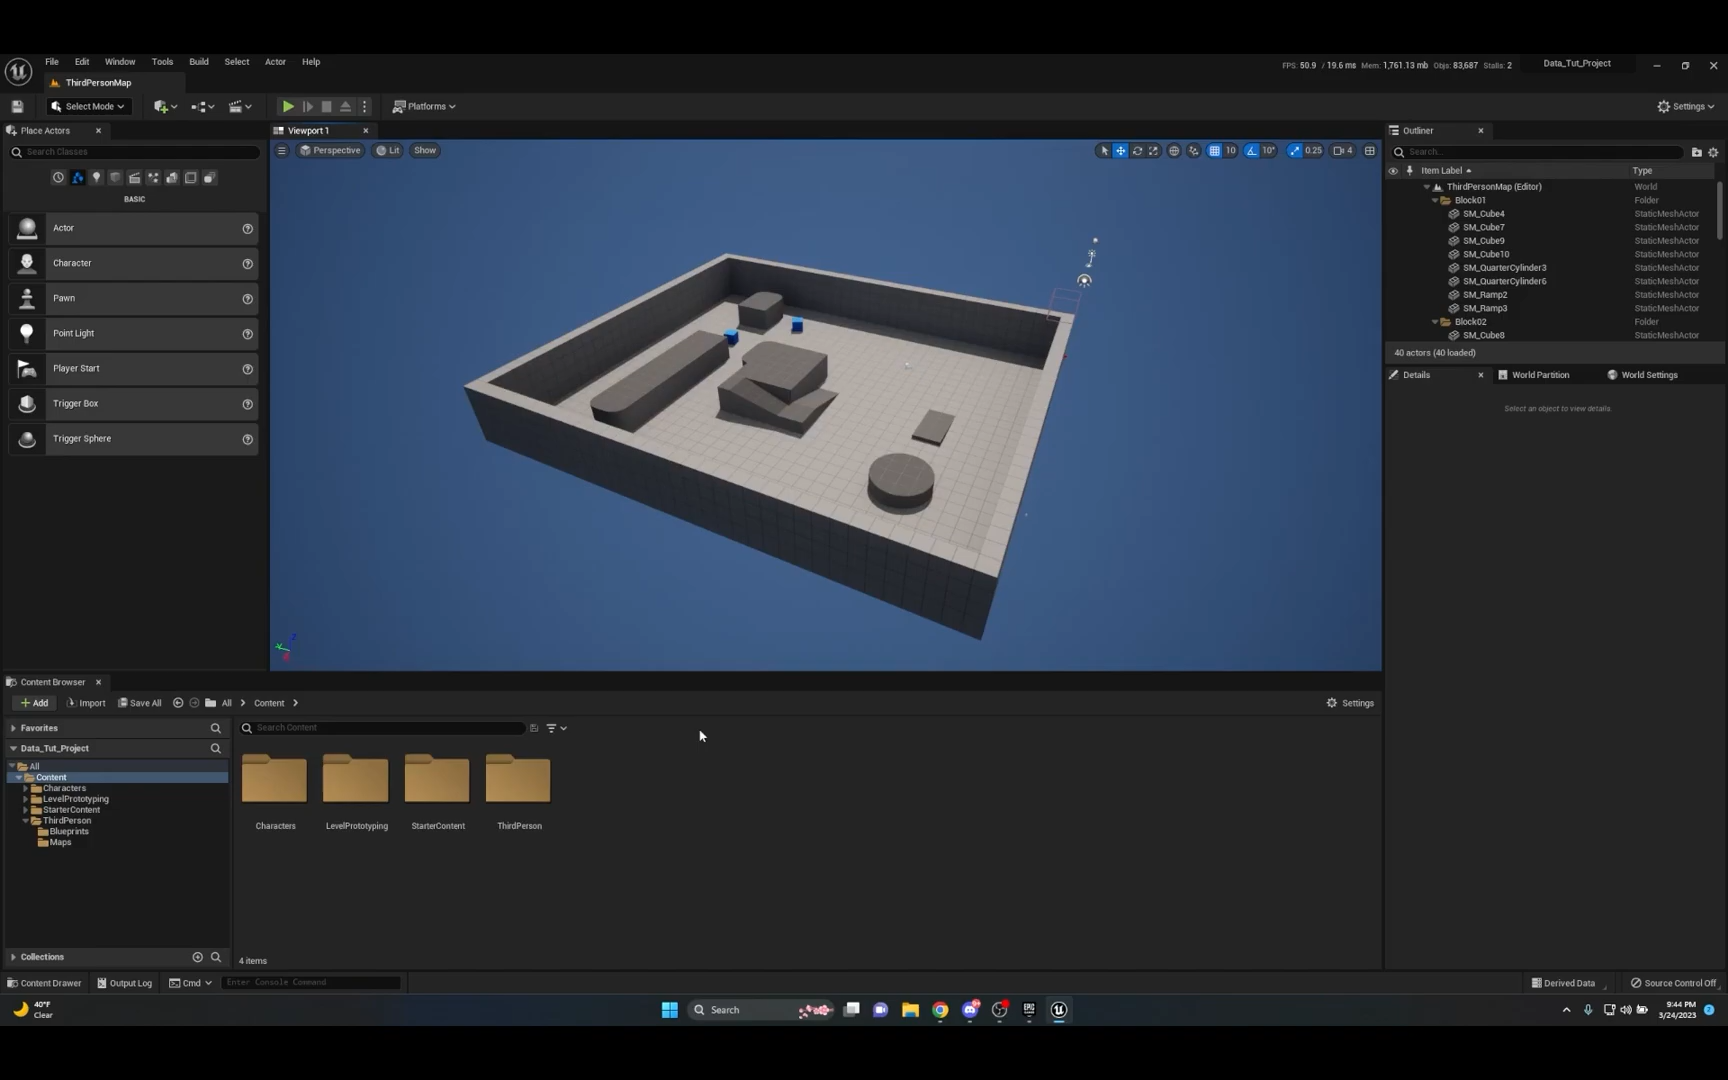 File Edit Window Tools Build Select Actor Help
FPS: 50.9 / 19.6 ms Mem: 1,761.13 mb Objs: 83,687 Stalls: 2
Data_Tut_Project
ThirdPersonMap
Select Mode
Platforms
Settings
Place Actors
Viewport 1
Outliner
Search Classes
Perspective
Lit
Show
10
10°
0.25
4
Search...
Item Label
Type
BASIC
Actor
Character
Pawn
Point Light
Player Start
Trigger Box
Trigger Sphere
ThirdPersonMap (Editor) World
Block01 Folder
SM_Cube4 StaticMeshActor
SM_Cube7 StaticMeshActor
SM_Cube9 StaticMeshActor
SM_Cube10 StaticMeshActor
SM_QuarterCylinder3 StaticMeshActor
SM_QuarterCylinder6 StaticMeshActor
SM_Ramp2 StaticMeshActor
SM_Ramp3 StaticMeshActor
Block02 Folder
SM_Cube8 StaticMeshActor
40 actors (40 loaded)
Details
World Partition
World Settings
Select an object to view details
Content Browser
Add
Import
Save All
All
Content
Settings
Favorites
Search Content
Data_Tut_Project
All
Content
Characters
LevelPrototyping
StarterContent
ThirdPerson
Blueprints
Maps
Characters
LevelPrototyping
StarterContent
ThirdPerson
Collections
4 items
Content Drawer
Output Log
Cmd
Enter Console Command
Derived Data
Source Control Off
40°F
Clear
Search
9:44 PM
3/24/2023